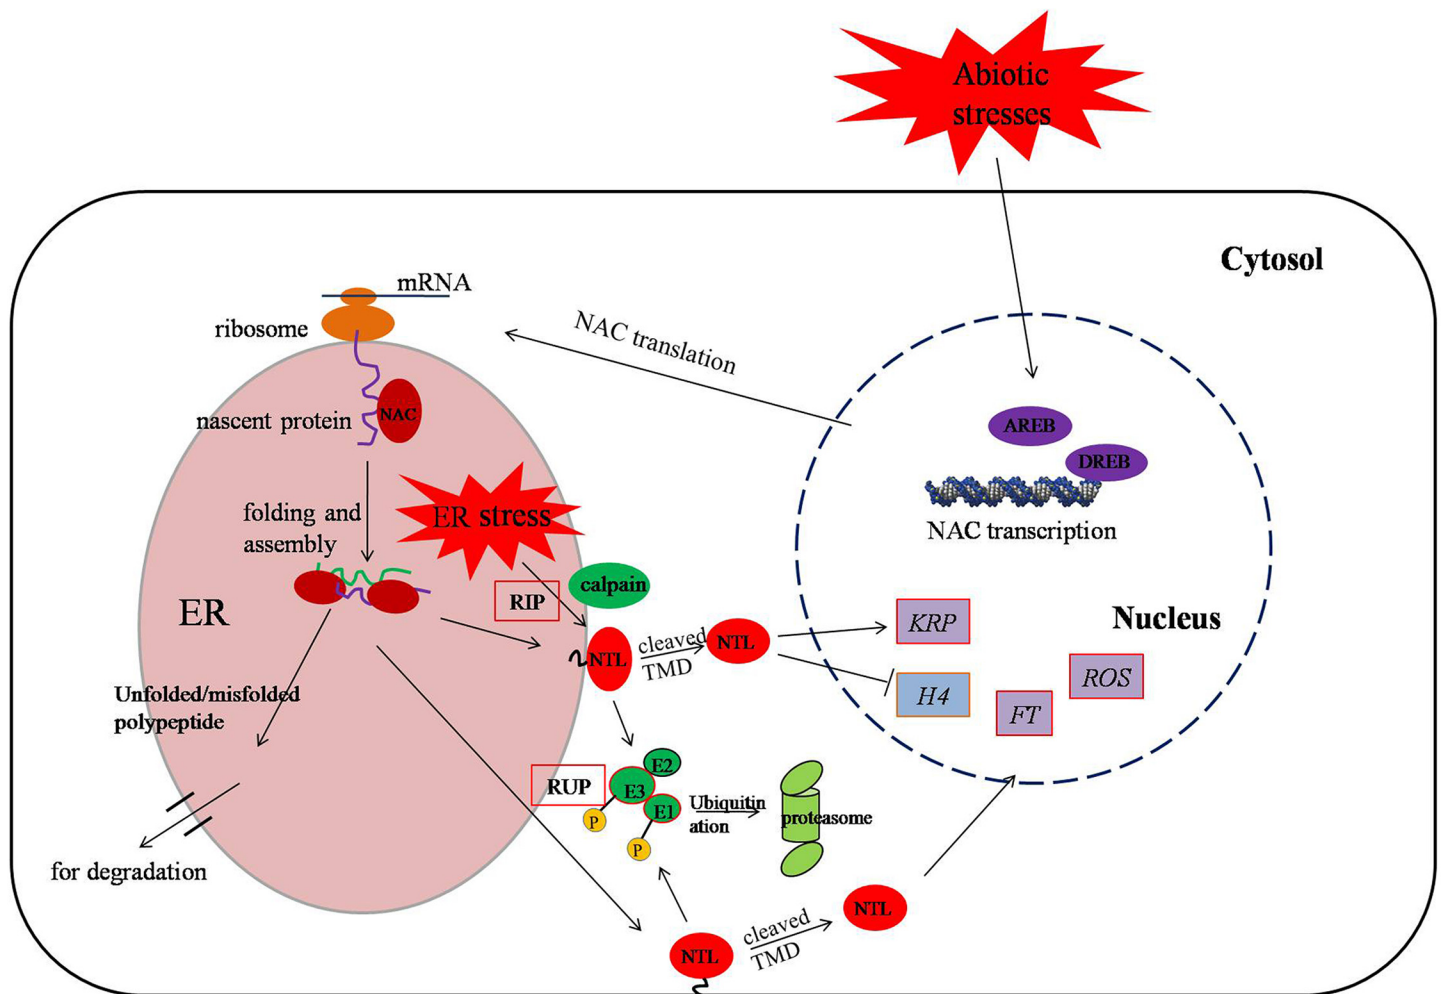 Abiotic
stresses
Cytosol
mRNA
ribosome
NAC translation
nascent protein
NAC
AREB
DREB
NAC transcription
folding and
assembly
ER stress
calpain
RIP
ER
NTL
cleaved
TMD
NTL
KRP
Nucleus
H4
FT
ROS
Unfolded/misfolded
polypeptide
RUP
E2
E3
E1
P
P
Ubiquitin
ation
proteasome
for degradation
NTL
cleaved
TMD
NTL